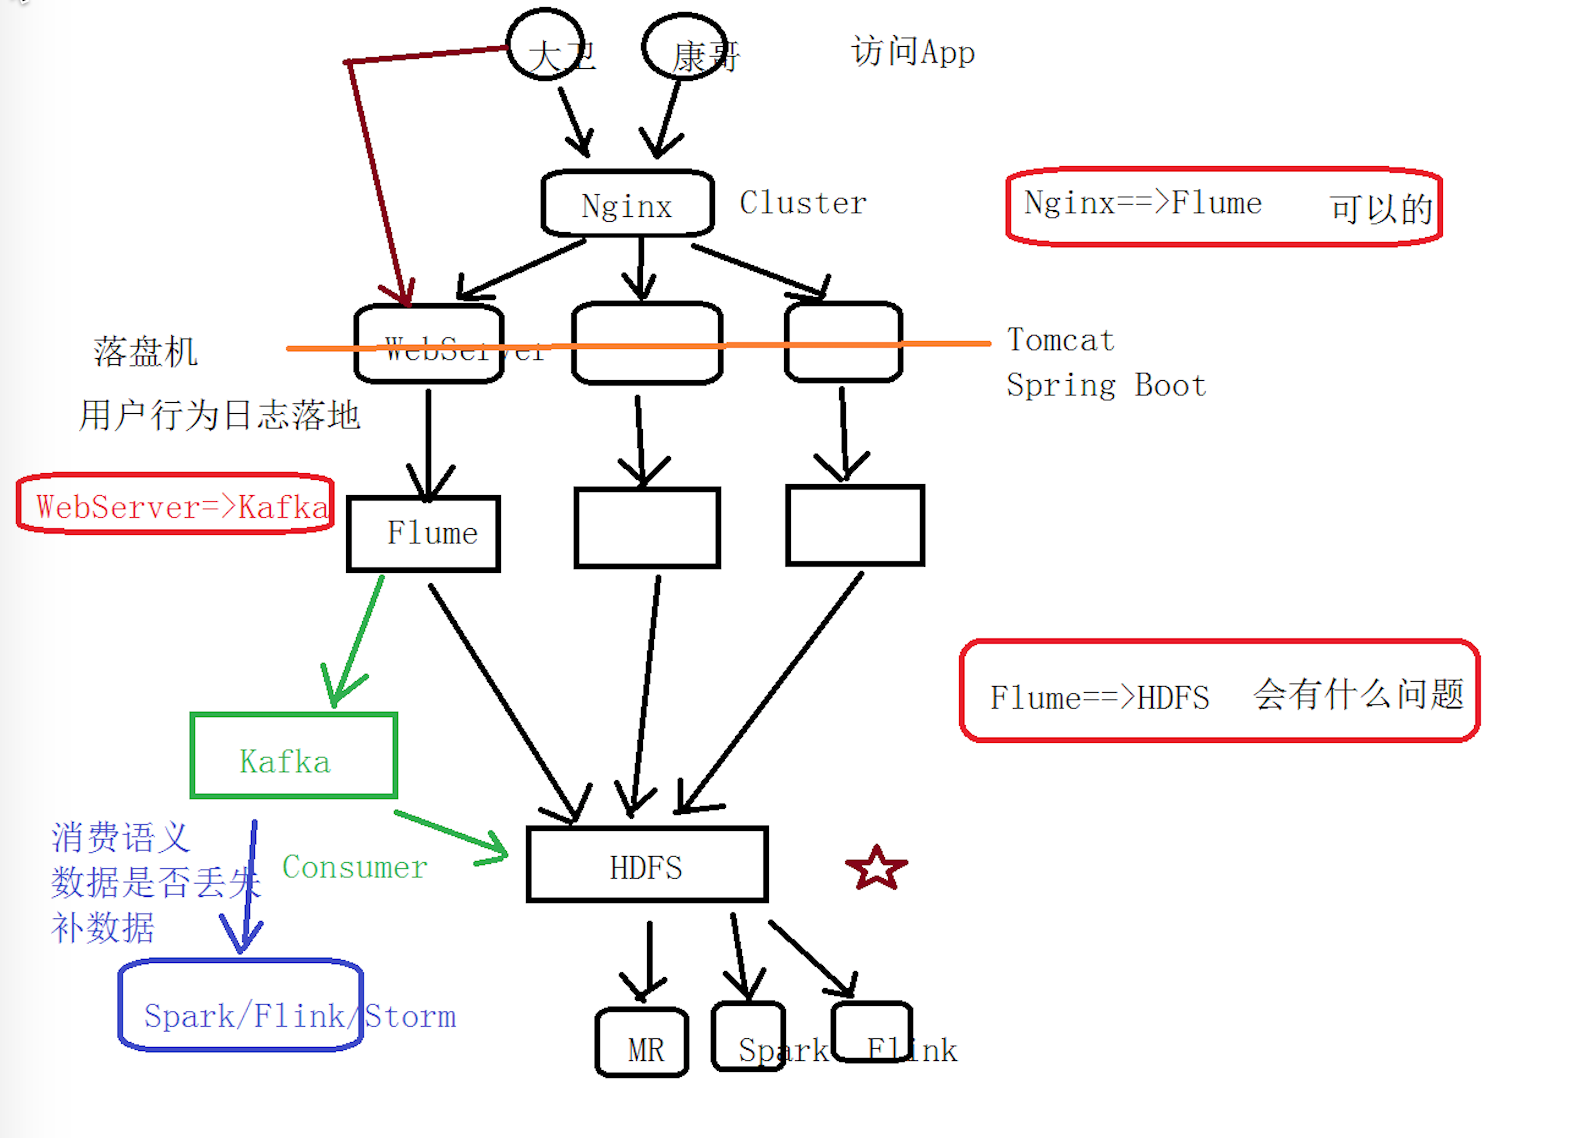 大卫
康哥
访问App
Nginx
Cluster
Nginx==>Flume 可以的
落盘机
WebServer
Tomcat
Spring Boot
用户行为日志落地
WebServer=>Kafka
Flume
Flume==>HDFS 会有什么问题
Kafka
消费语义
数据是否丢失
补数据
Consumer
HDFS
Spark/Flink/Storm
MR
Spark
Flink